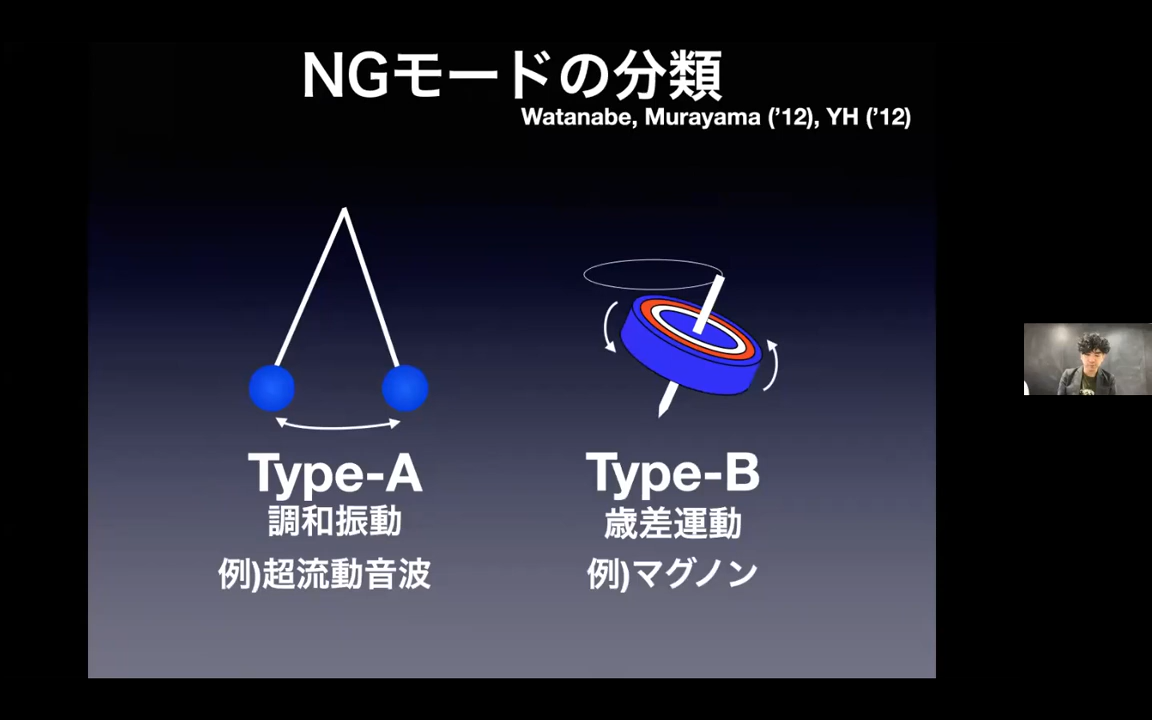 NGモードの分類
Watanabe, Murayama (’12), YH (’12)
Type-A
調和振動
例)超流動音波
Type-B
歳差運動
例)マグノン